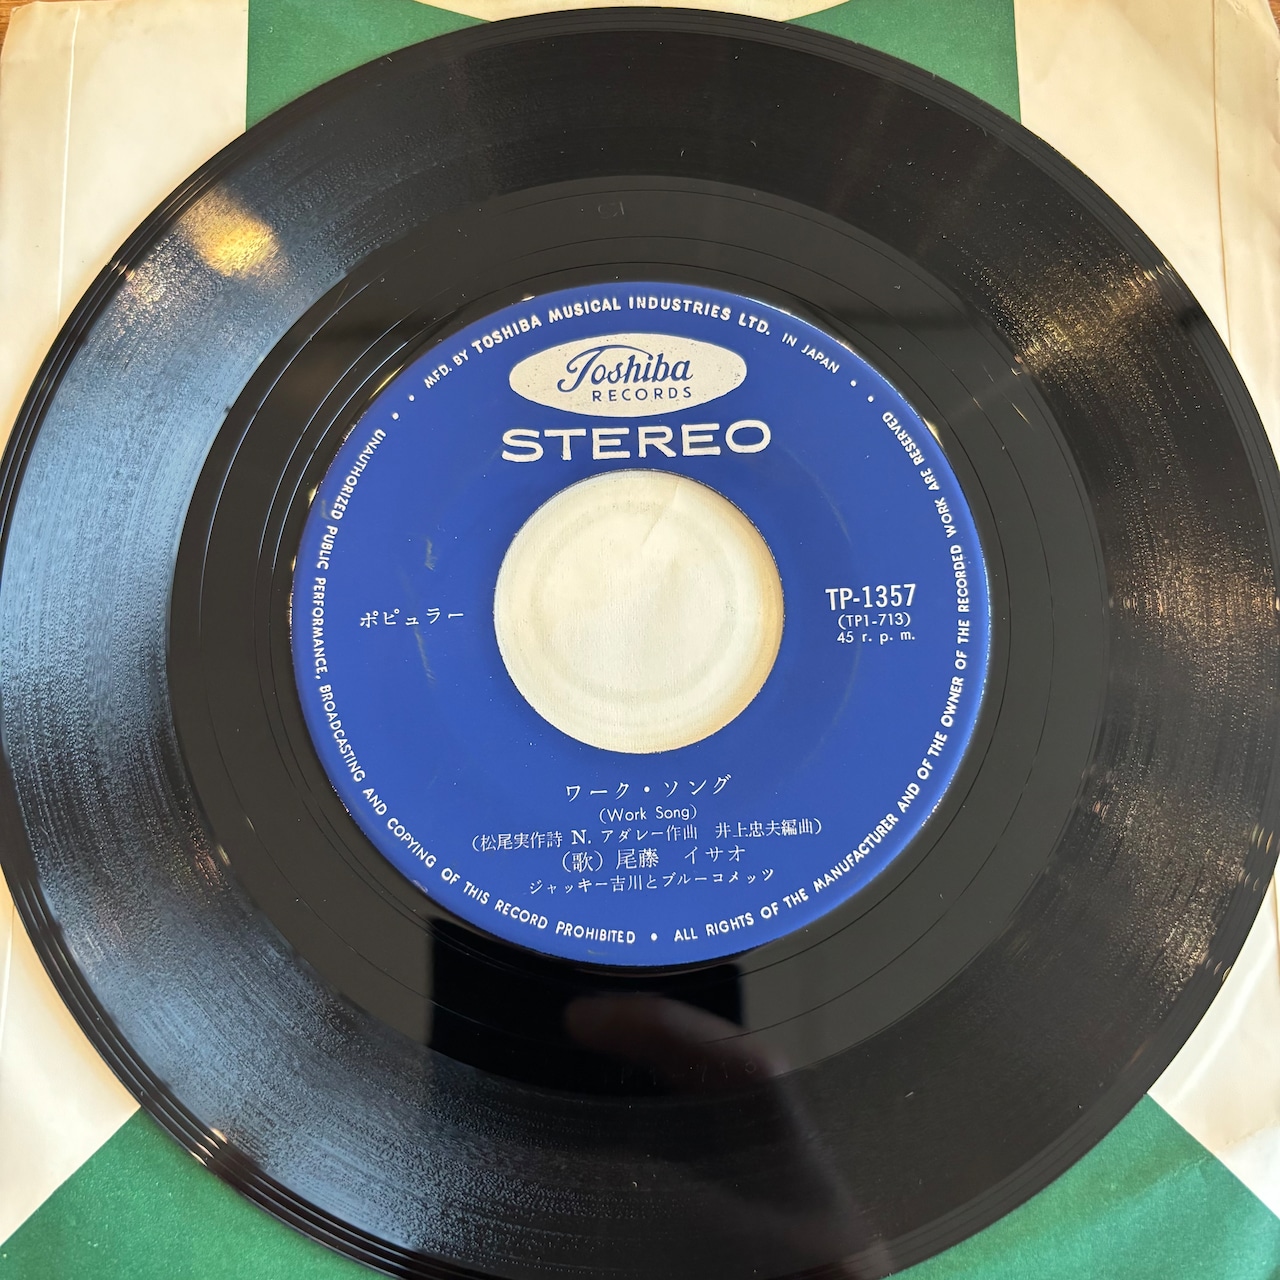 • MFD. BY TOSHIBA MUSICAL INDUSTRIES LTD. IN JAPAN •
Toshiba
RECORDS
STEREO
ポピュラー
TP-1357
(TP1-713)
45 r. p. m.
ワーク・ソング
(Work Song)
(松尾実作詩 N. アダレー作曲 井上忠夫編曲)
(歌) 尾藤 イサオ
ジャッキー吉川とブルーコメッツ
• UNAUTHORIZED PUBLIC PERFORMANCE, BROADCASTING AND COPYING OF THIS RECORD PROHIBITED • ALL RIGHTS OF THE MANUFACTURER AND OF THE OWNER OF THE RECORDED WORK ARE RESERVED •